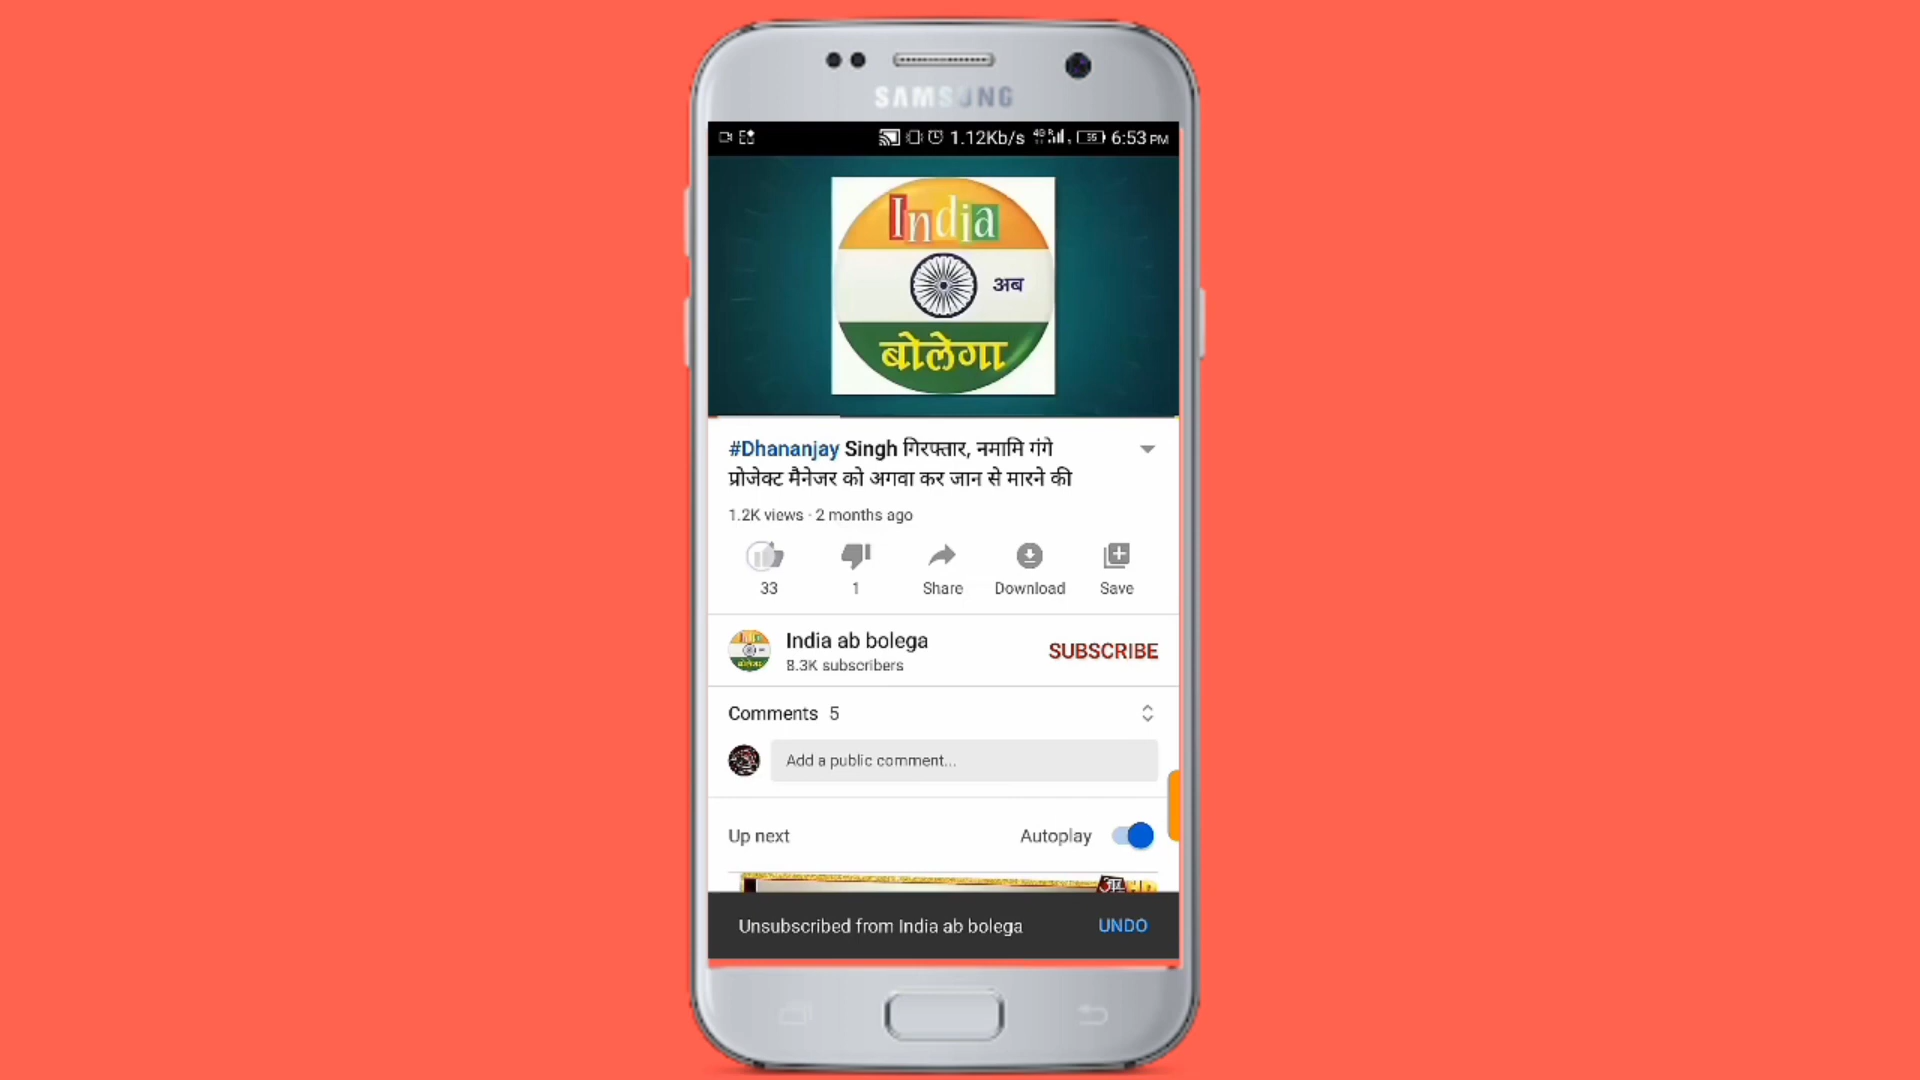 SAMSUNG
1.12Kb/s 6:53 PM
India
अब
बोलेगा
#Dhananjay Singh गिरफ्तार, नमामि गंगे
प्रोजेक्ट मैनेजर को अगवा कर जान से मारने की
1.2K views · 2 months ago
33 1 Share Download Save
India ab bolega SUBSCRIBE
8.3K subscribers
Comments 5
Add a public comment...
Up next Autoplay
Unsubscribed from India ab bolega UNDO